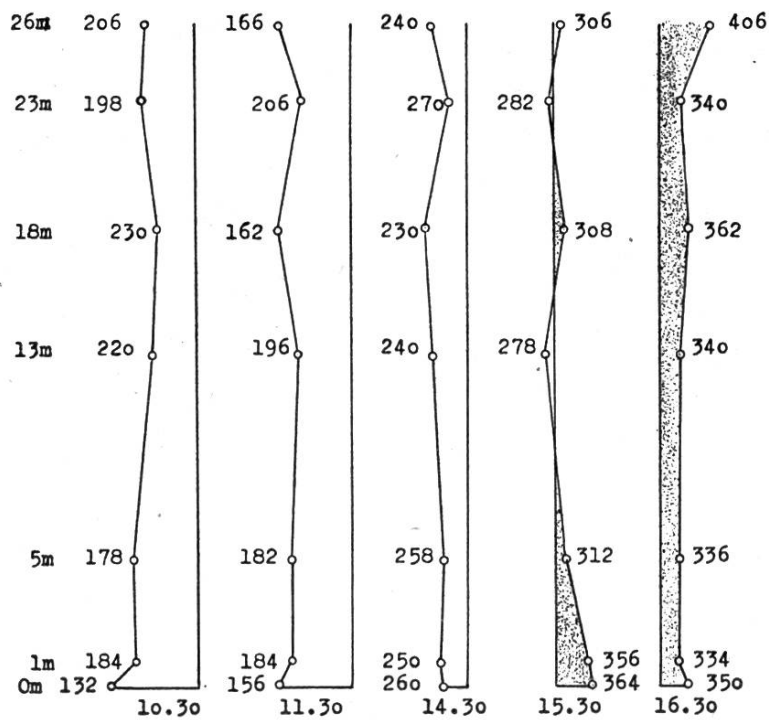 26m 206 166 240 306 406
23m 198 206 270 282 340
18m 230 162 230 308 362
13m 220 196 240 278 340
5m 178 182 258 312 336
1m 184 184 250 356 334
0m 132 156 260 364 350
10.30 11.30 14.30 15.30 16.30